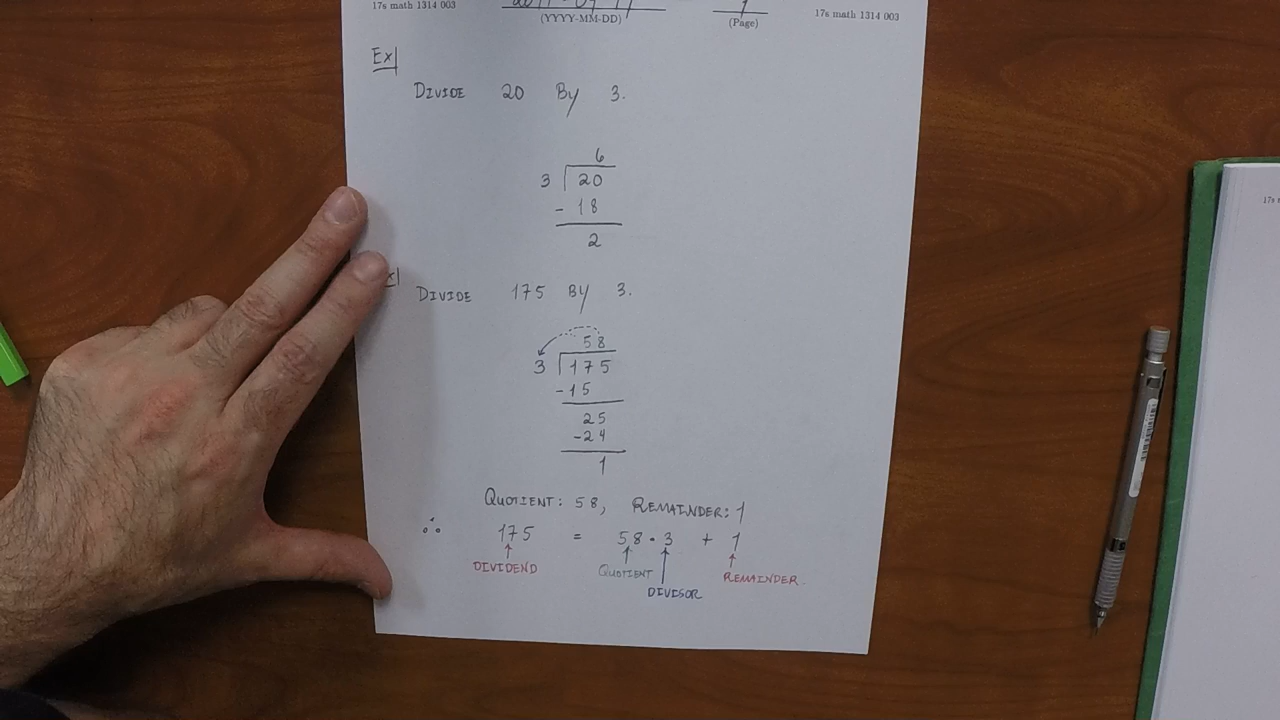 17s math 1314 003
(YYYY-MM-DD)
1
(Page)
17s math 1314 003
Ex
DIVIDE 20 By 3.
6
3 20
- 18
2
DIVIDE 175 BY 3.
58
3 175
-15
25
-24
1
QUOTIENT: 58, REMAINDER: 1
∴ 175 = 58 · 3 + 1
↑ ↑ ↑ ↑
DIVIDEND QUOTIENT REMAINDER
DIVISOR
17s